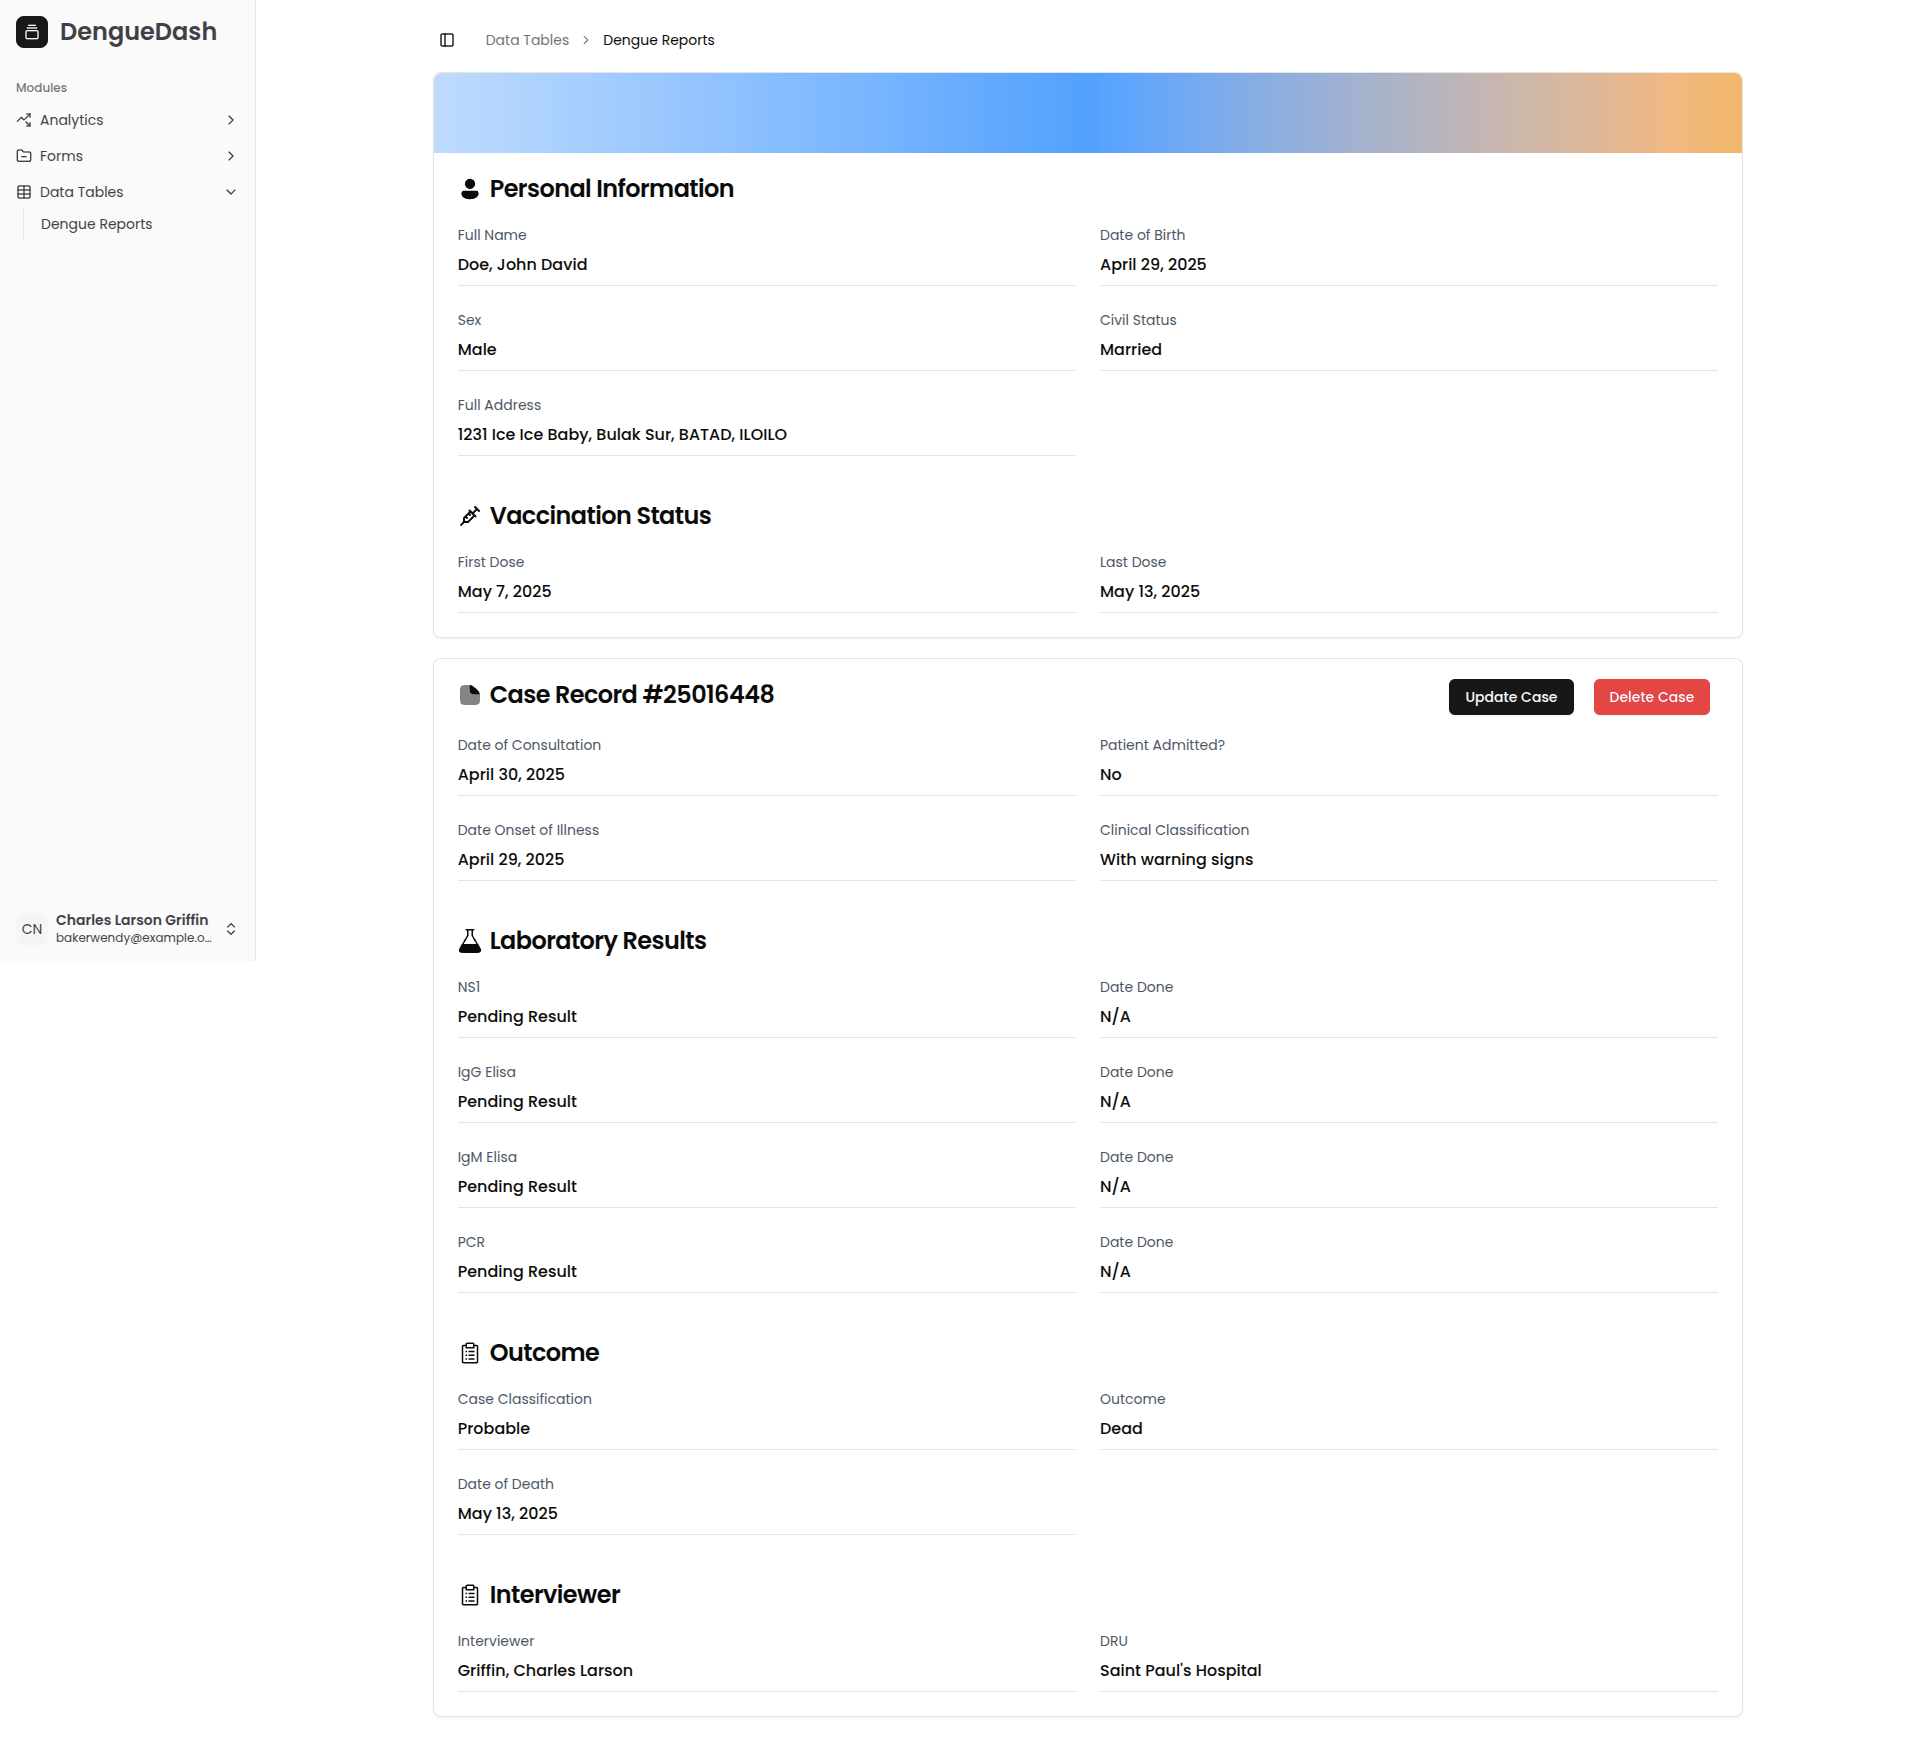 DengueDash
Modules
Analytics
Forms
Data Tables
Dengue Reports
CN
Charles Larson Griffin
bakerwendy@example.o...
Data Tables > Dengue Reports
Personal Information
Full Name
Doe, John David
Date of Birth
April 29, 2025
Sex
Male
Civil Status
Married
Full Address
1231 Ice Ice Baby, Bulak Sur, BATAD, ILOILO
Vaccination Status
First Dose
May 7, 2025
Last Dose
May 13, 2025
Case Record #25016448
Update Case
Delete Case
Date of Consultation
April 30, 2025
Patient Admitted?
No
Date Onset of Illness
April 29, 2025
Clinical Classification
With warning signs
Laboratory Results
NS1
Pending Result
Date Done
N/A
IgG Elisa
Pending Result
Date Done
N/A
IgM Elisa
Pending Result
Date Done
N/A
PCR
Pending Result
Date Done
N/A
Outcome
Case Classification
Probable
Outcome
Dead
Date of Death
May 13, 2025
Interviewer
Interviewer
Griffin, Charles Larson
DRU
Saint Paul's Hospital